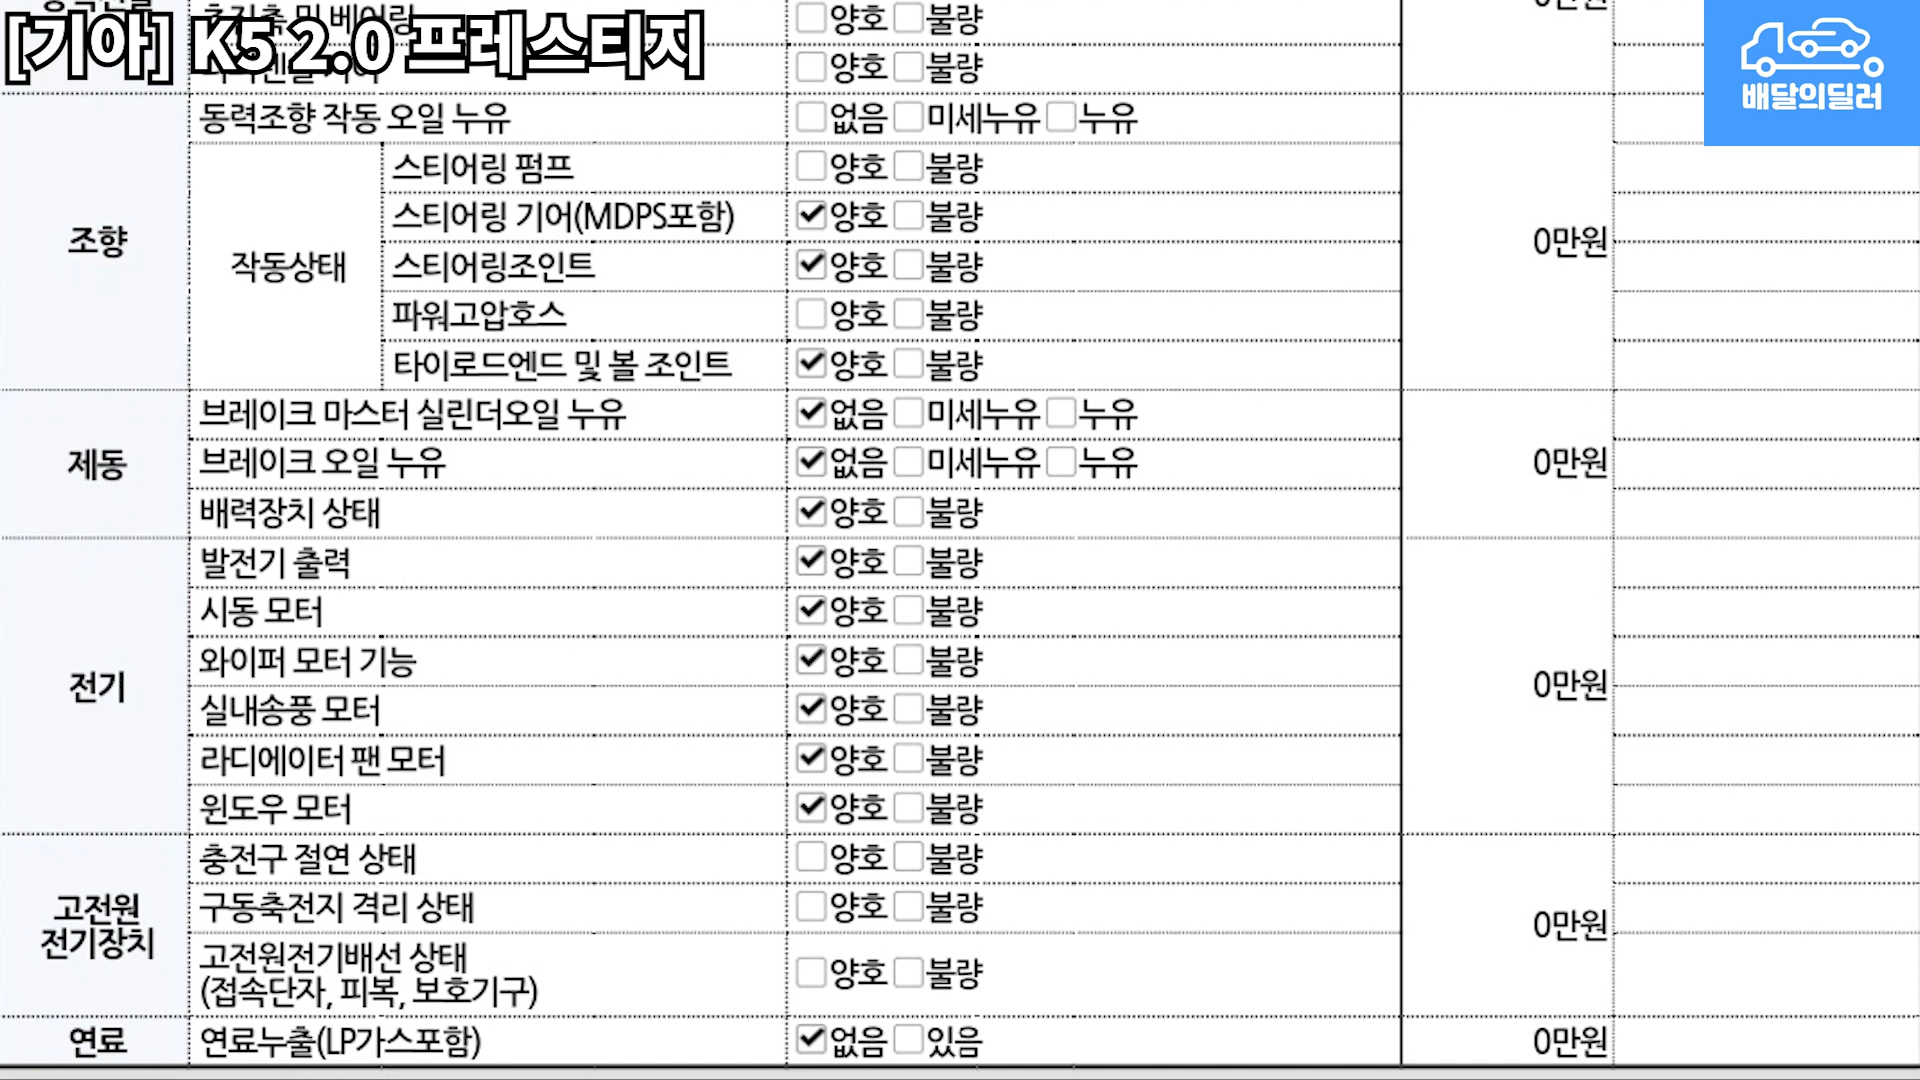 [기아] K5 2.0 프레스티지
배달의딜러
양호 불량
양호 불량
조향
동력조향 작동 오일 누유 없음 미세누유 누유
작동상태
스티어링 펌프 양호 불량
스티어링 기어(MDPS포함) 양호 불량
스티어링조인트 양호 불량
파워고압호스 양호 불량
타이로드엔드 및 볼 조인트 양호 불량
0만원
제동
브레이크 마스터 실린더오일 누유 없음 미세누유 누유
브레이크 오일 누유 없음 미세누유 누유
배력장치 상태 양호 불량
0만원
전기
발전기 출력 양호 불량
시동 모터 양호 불량
와이퍼 모터 기능 양호 불량
실내송풍 모터 양호 불량
라디에이터 팬 모터 양호 불량
윈도우 모터 양호 불량
0만원
고전원
전기장치
충전구 절연 상태 양호 불량
구동축전지 격리 상태 양호 불량
고전원전기배선 상태
(접속단자, 피복, 보호기구) 양호 불량
0만원
연료
연료누출(LP가스포함) 없음 있음
0만원